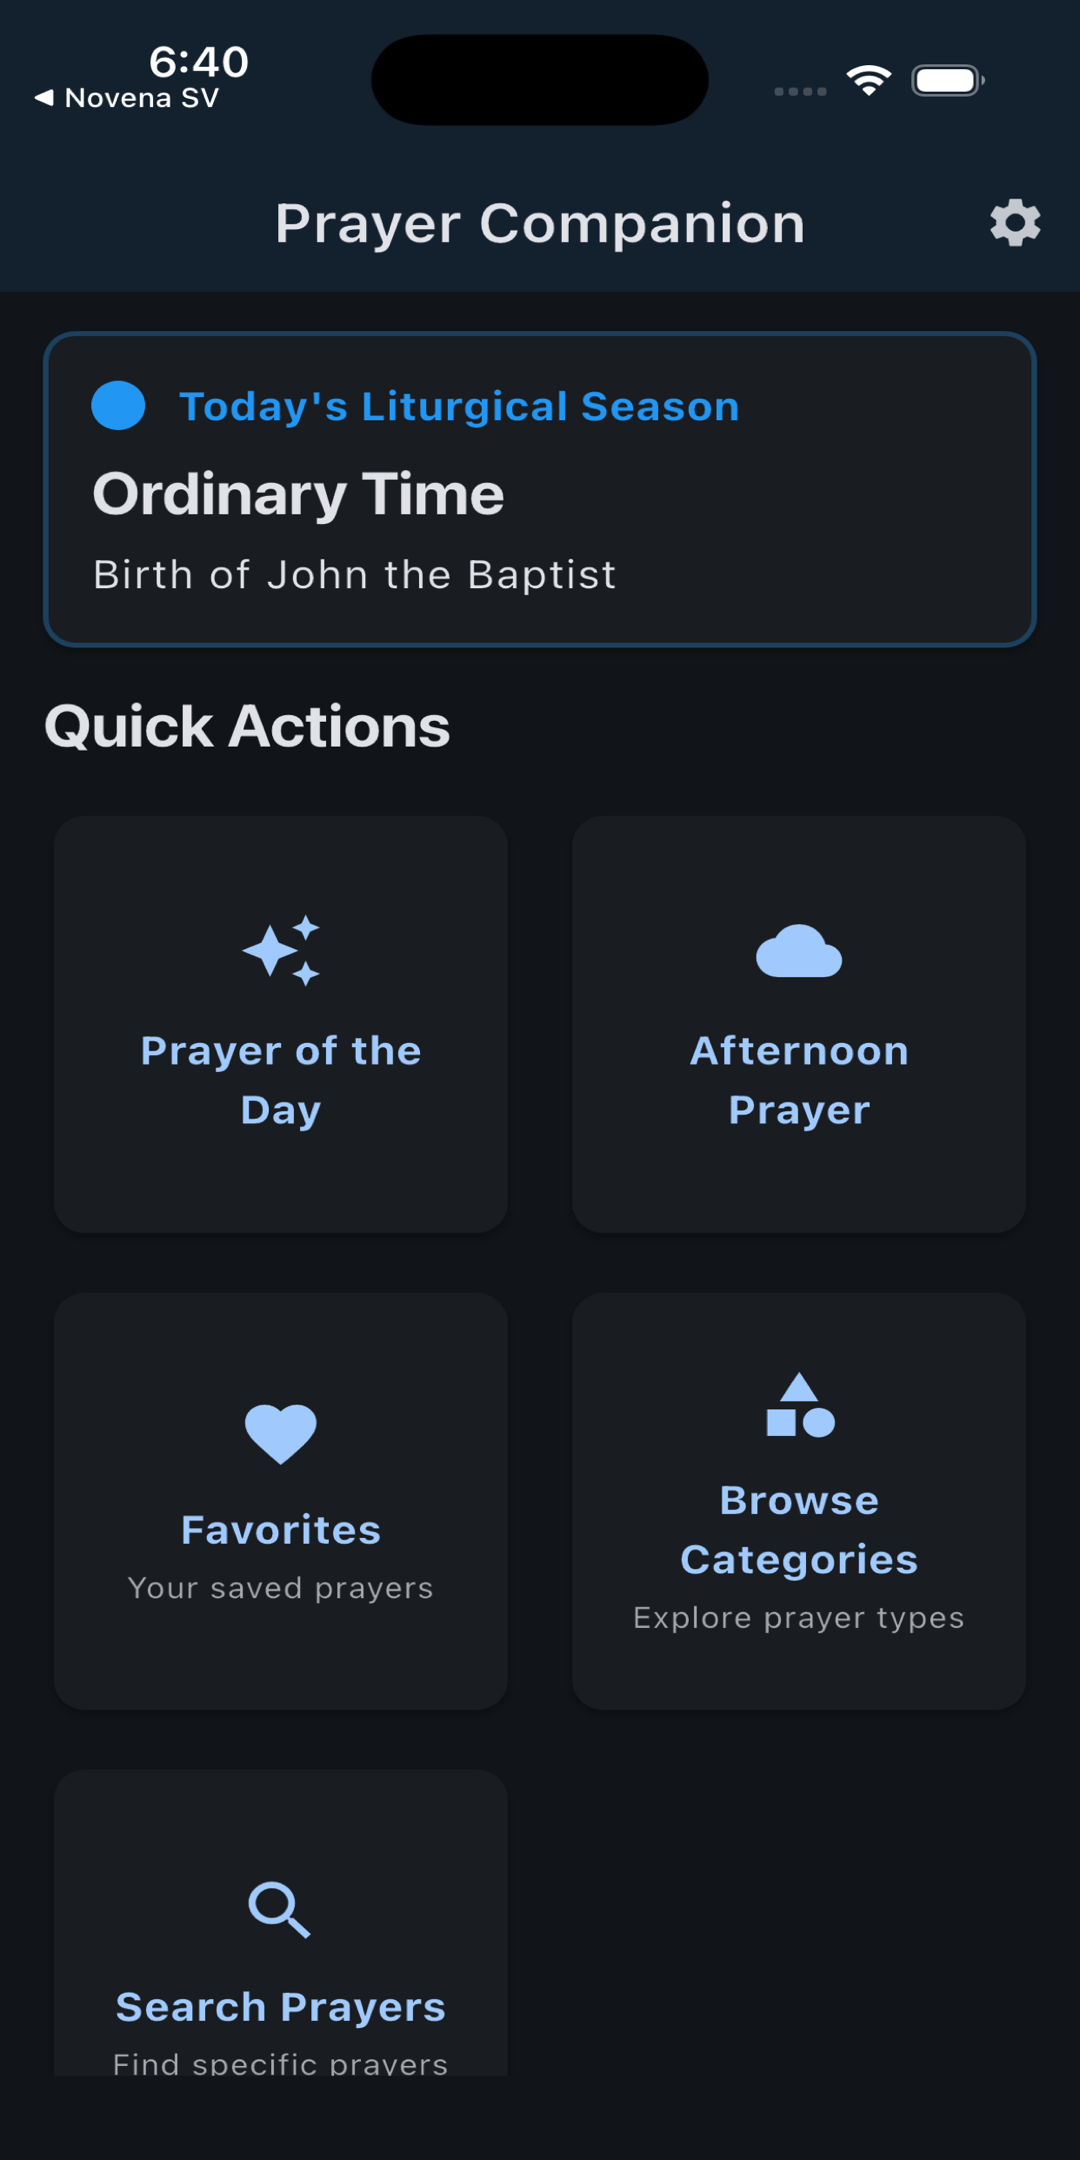 6:40
◀ Novena SV
Prayer Companion
Today's Liturgical Season
Ordinary Time
Birth of John the Baptist
Quick Actions
Prayer of the
Day
Afternoon
Prayer
Favorites
Your saved prayers
Browse
Categories
Explore prayer types
Search Prayers
Find specific prayers